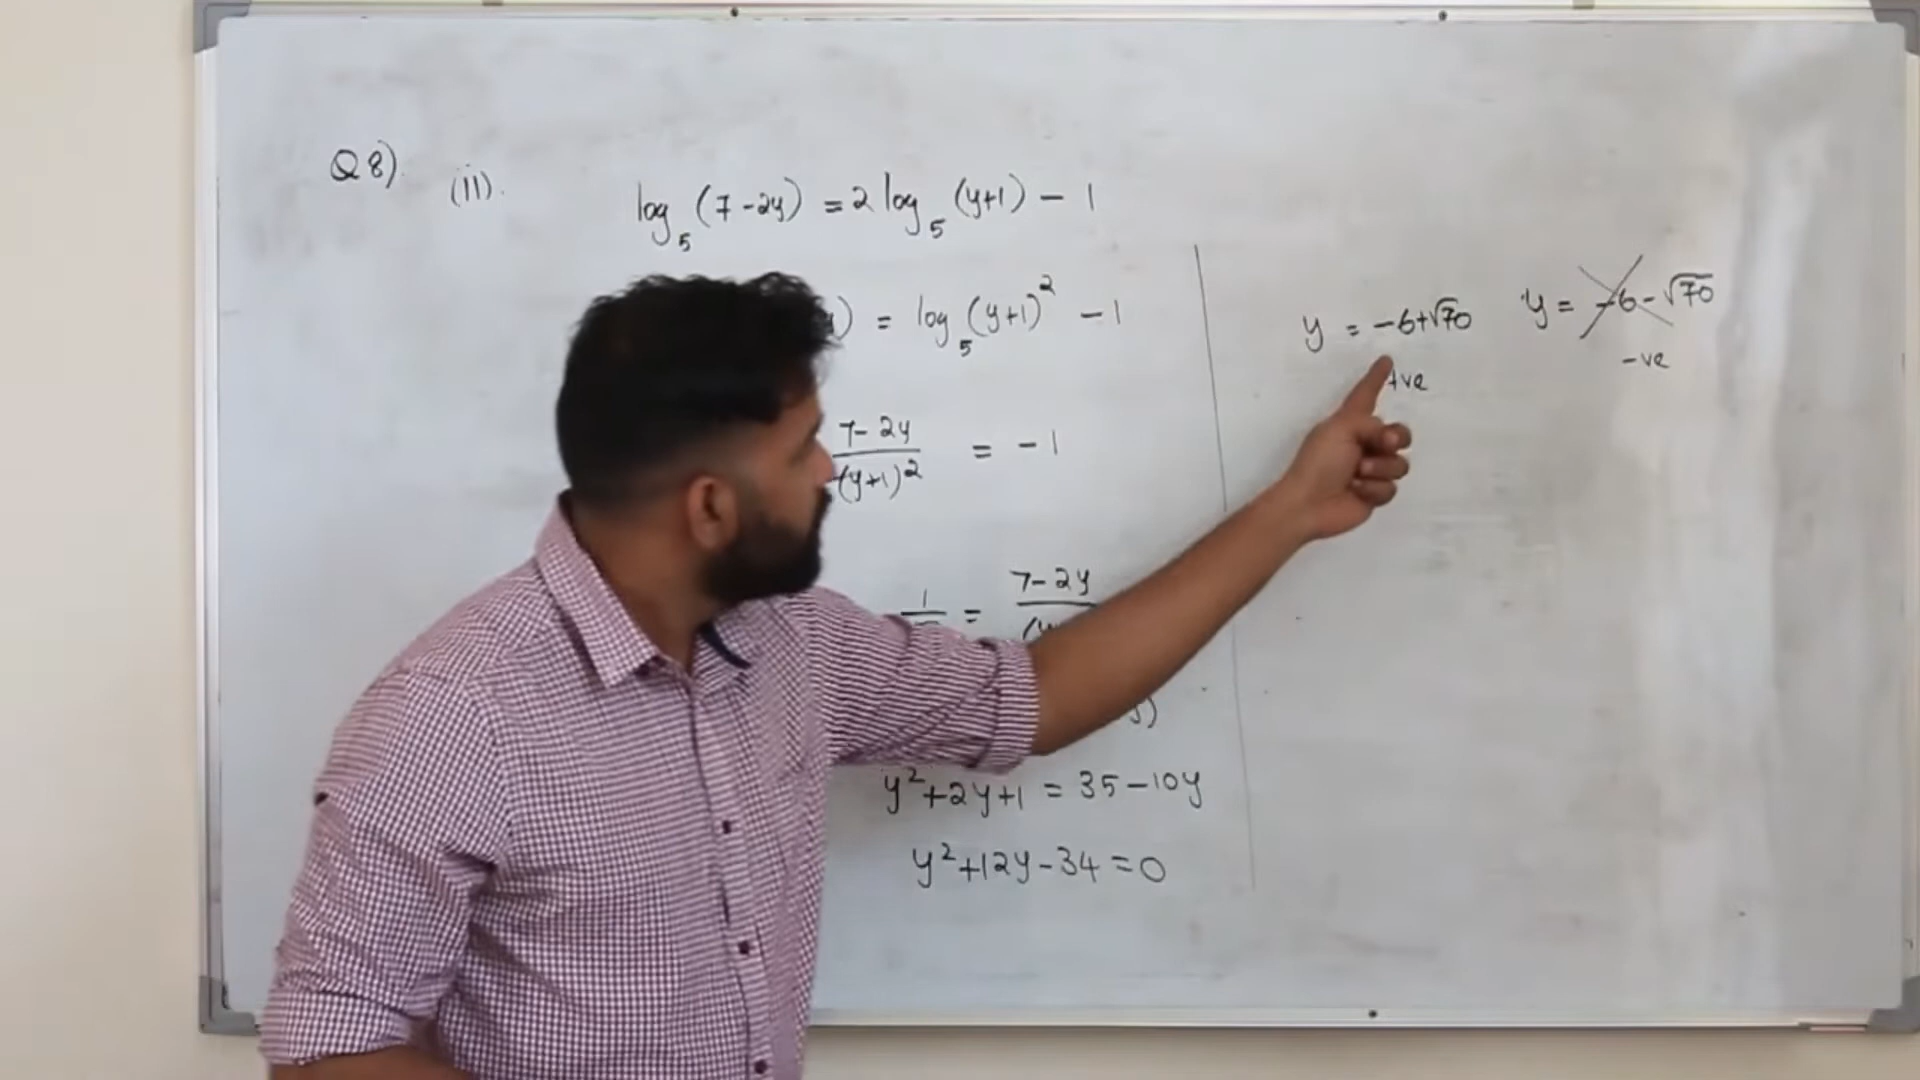 Q8). (II). log₅(7-2y) = 2 log₅(y+1) - 1
) = log₅(y+1)² - 1
7-2y/(y+1)² = -1
1/ = 7-2y/(y
y)
y²+2y+1 = 35-10y
y²+12y-34=0
y = -6+√70 y = -6-√70
+ve -ve